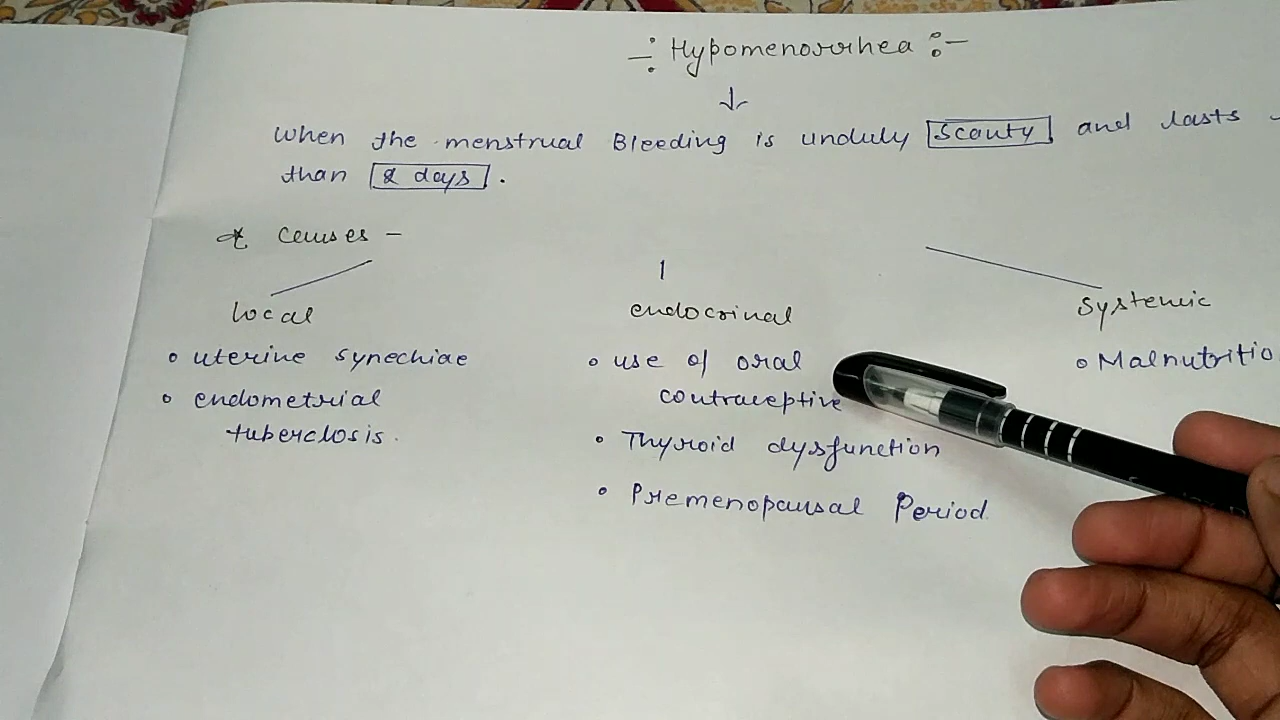 -: Hypomenorrhea :-
When the menstrual Bleeding is unduly scanty and lasts
than 2 days.
* causes -
local
endocrinal
systemic
• uterine synechiae
• endometrial
tuberclosis.
• use of oral
contraceptive
• Thyroid dysfunction
• Premenopausal Period
• Malnutritio